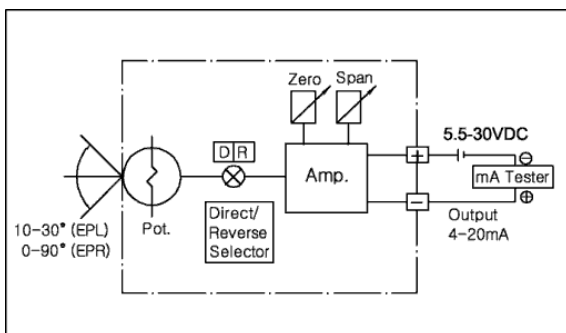 Zero Span
5.5-30VDC
D R
+
⊖
Amp.
mA Tester
−
⊕
10-30° (EPL)
0-90° (EPR)
Pot.
Direct/
Reverse
Selector
Output
4-20mA